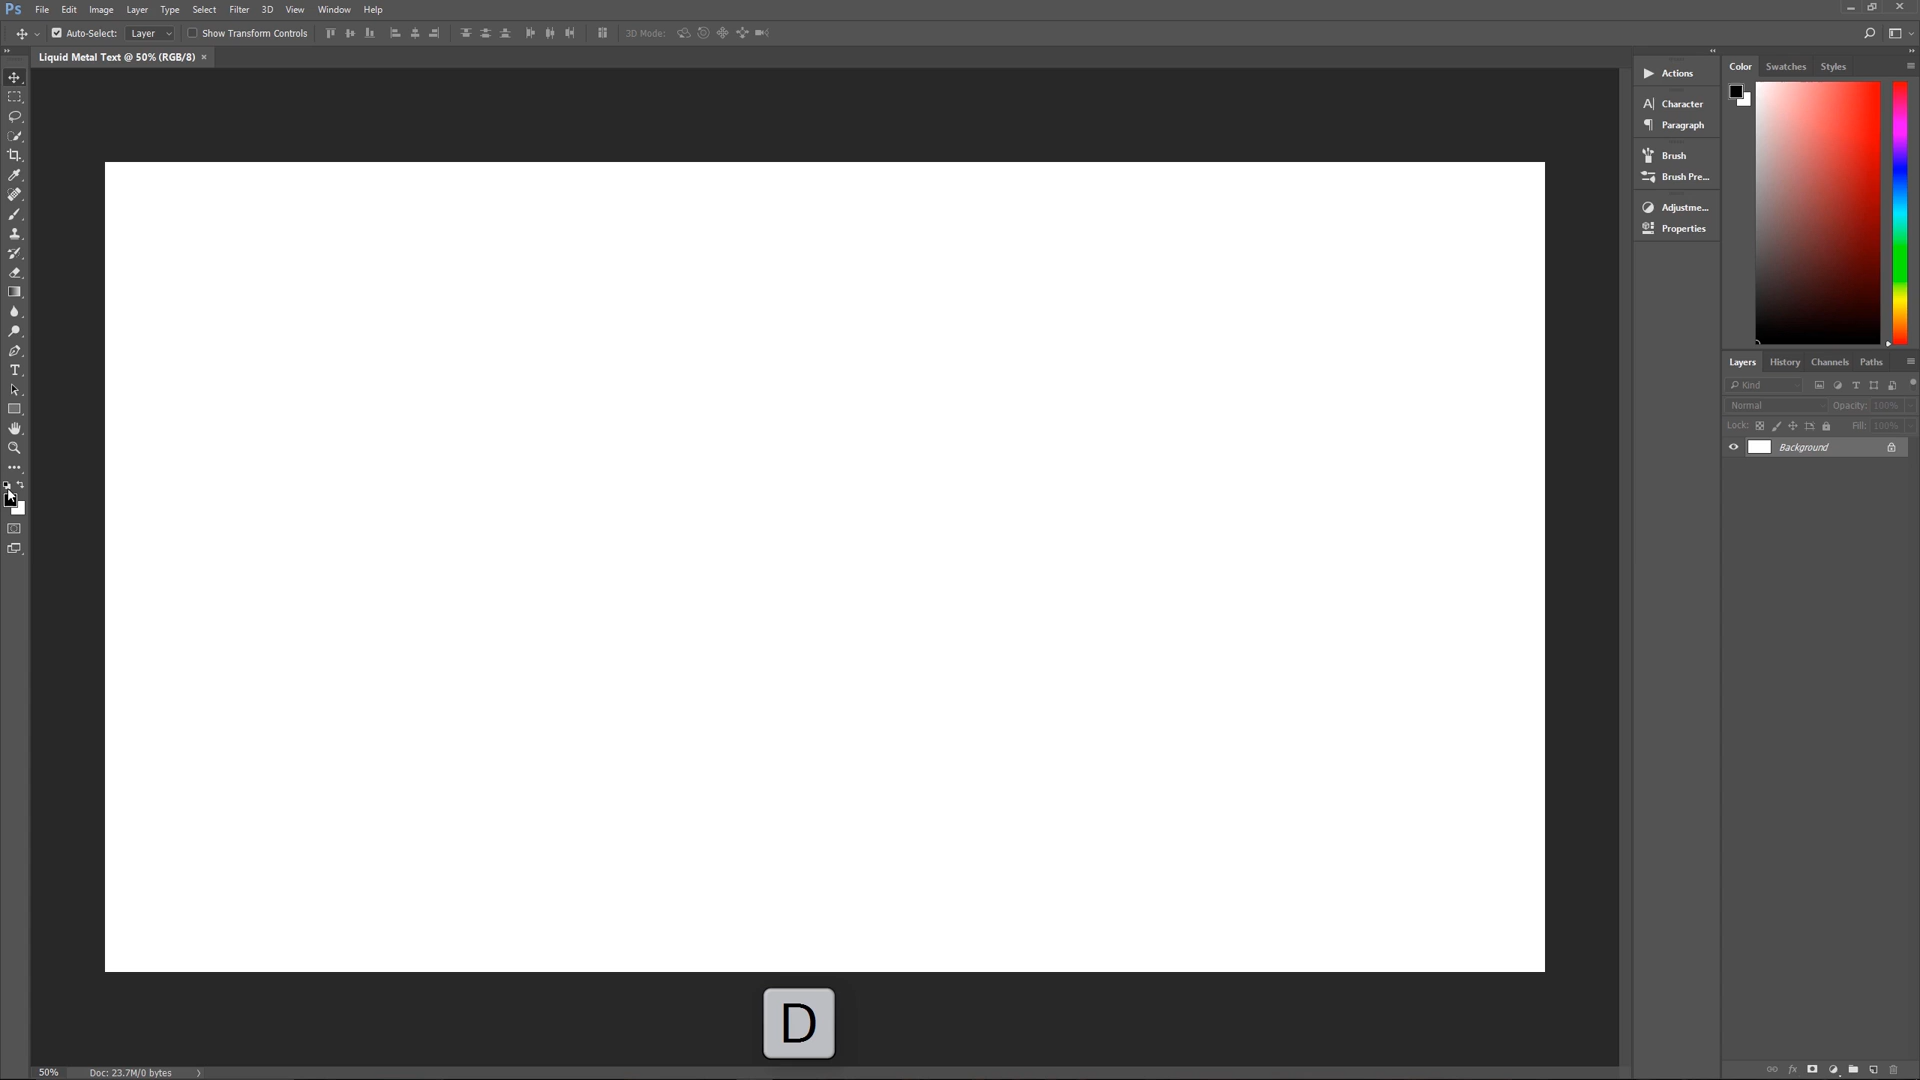 Ps File Edit Image Layer Type Select Filter 3D View Window Help
Auto-Select: Layer Show Transform Controls 3D Mode:
Liquid Metal Text @ 50% (RGB/8) ×
Actions
Character
Paragraph
Brush
Brush Pre...
Adjustme...
Properties
Color Swatches Styles
Layers History Channels Paths
Kind
Normal Opacity: 100%
Lock: Fill: 100%
Background
D
50% Doc: 23.7M/0 bytes